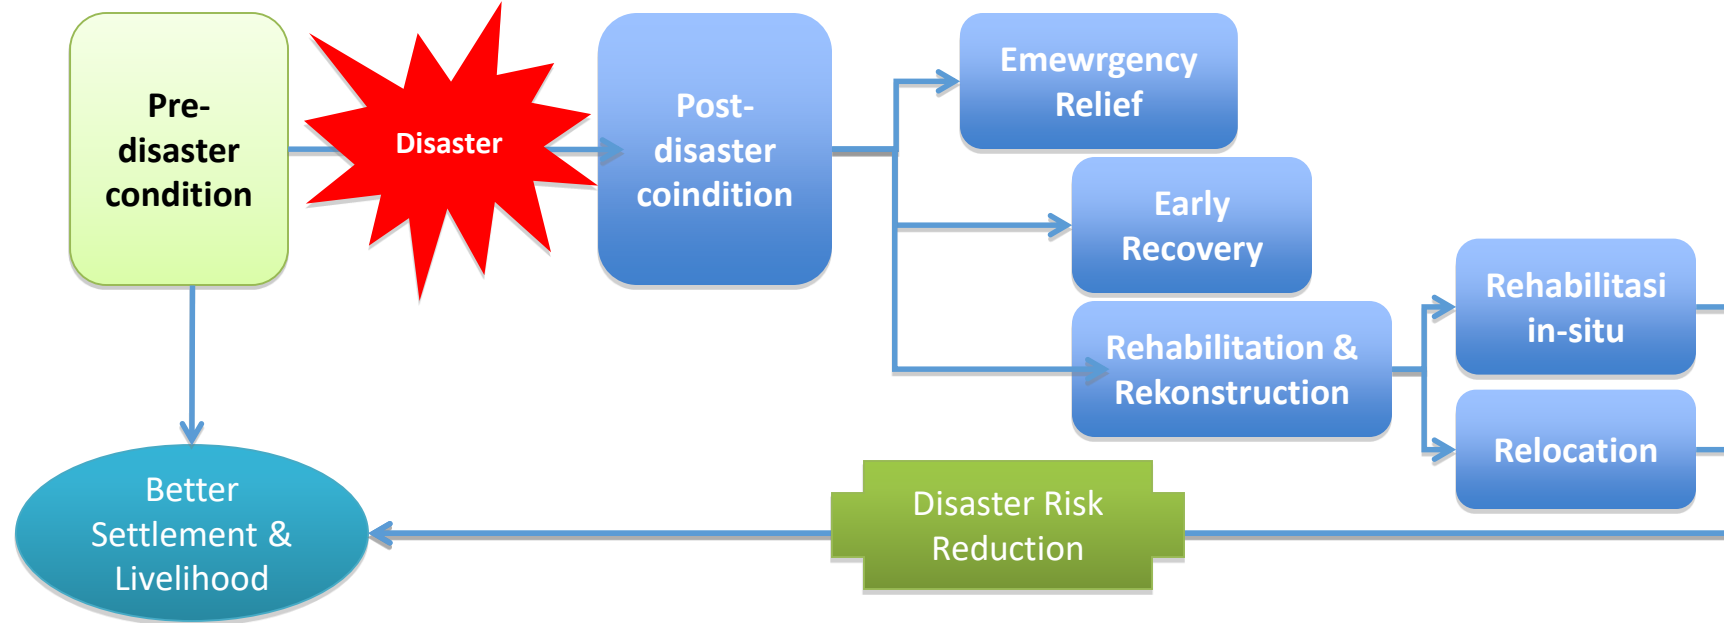 Pre-
disaster
condition
Disaster
Post-
disaster
coindition
Emewrgency
Relief
Early
Recovery
Rehabilitation &
Rekonstruction
Rehabilitasi
in-situ
Relocation
Better
Settlement &
Livelihood
Disaster Risk
Reduction